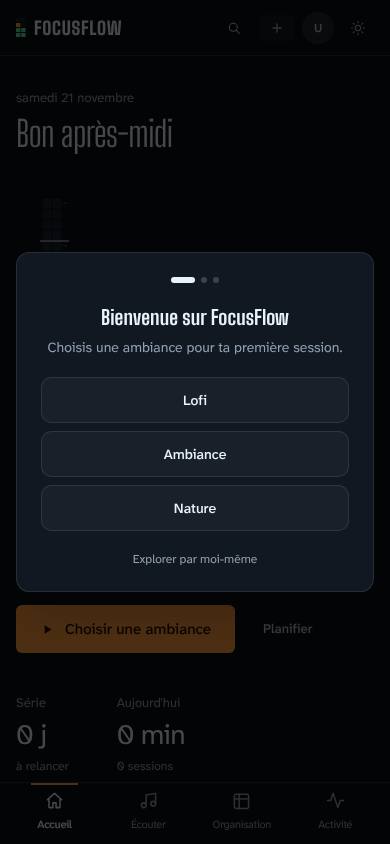 FOCUSFLOW
U
samedi 21 novembre
Bon après-midi
Bienvenue sur FocusFlow
Choisis une ambiance pour ta première session.
Lofi
Ambiance
Nature
Explorer par moi-même
Choisir une ambiance
Planifier
Série
Aujourd'hui
0 j
0 min
à relancer
0 sessions
Accueil
Écouter
Organisation
Activité